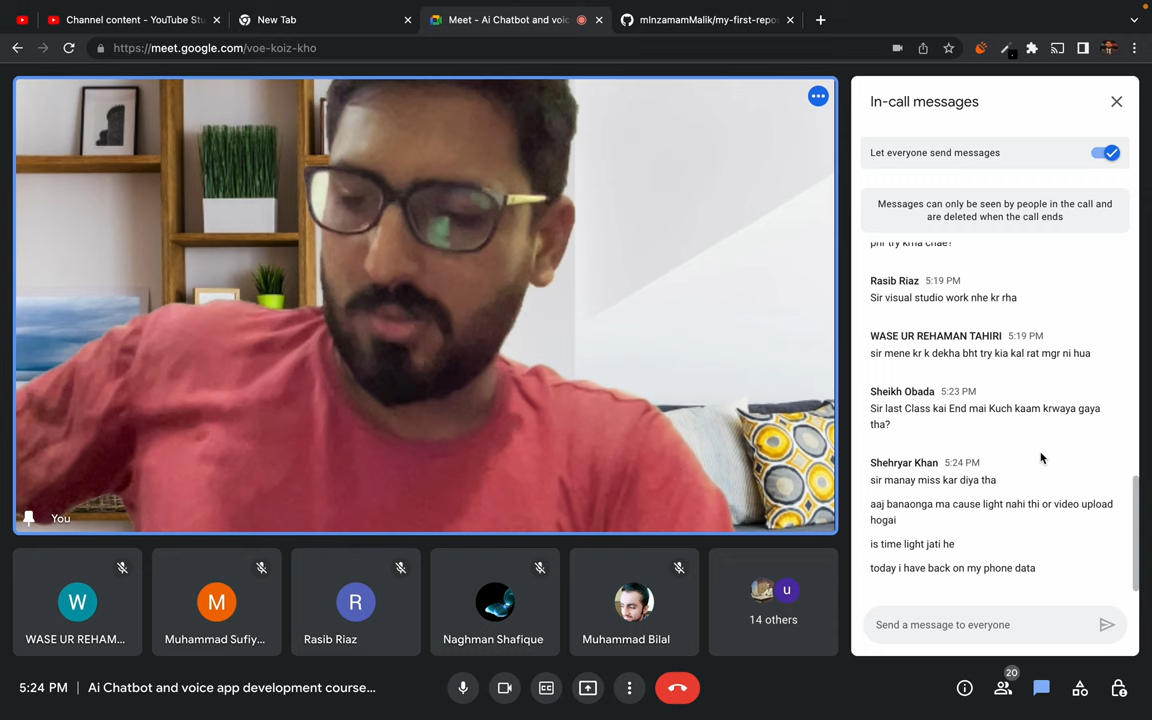 Channel content - YouTube Stu
New Tab
Meet - Ai Chatbot and voic
mInzamamMalik/my-first-repos
https://meet.google.com/voe-koiz-kho
In-call messages
Let everyone send messages
Messages can only be seen by people in the call and
are deleted when the call ends
phr try krna chae?
Rasib Riaz 5:19 PM
Sir visual studio work nhe kr rha
WASE UR REHAMAN TAHIRI 5:19 PM
sir mene kr k dekha bht try kia kal rat mgr ni hua
Sheikh Obada 5:23 PM
Sir last Class kai End mai Kuch kaam krwaya gaya
tha?
Shehryar Khan 5:24 PM
sir manay miss kar diya tha
aaj banaonga ma cause light nahi thi or video upload
hogai
is time light jati he
today i have back on my phone data
Send a message to everyone
You
W
M
R
u
WASE UR REHAM...
Muhammad Sufiy...
Rasib Riaz
Naghman Shafique
Muhammad Bilal
14 others
5:24 PM | Ai Chatbot and voice app development course...
CC
20